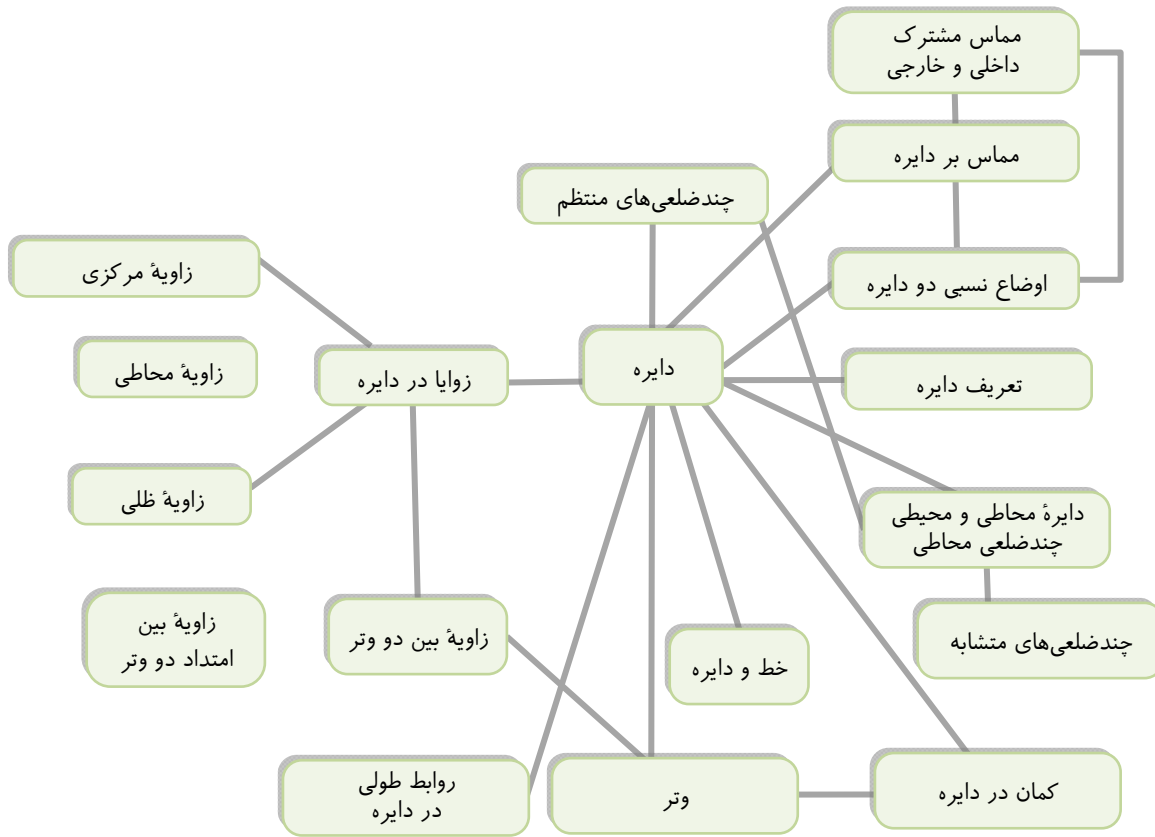 مماس مشترک
داخلی و خارجی
مماس بر دایره
چندضلعی‌های منتظم
اوضاع نسبی دو دایره
زاویهٔ مرکزی
دایره
زوایا در دایره
زاویهٔ محاطی
تعریف دایره
زاویهٔ ظلی
دایرهٔ محاطی و محیطی
چندضلعی محاطی
زاویهٔ بین
امتداد دو وتر
زاویهٔ بین دو وتر
خط و دایره
چندضلعی‌های متشابه
روابط طولی
در دایره
وتر
کمان در دایره